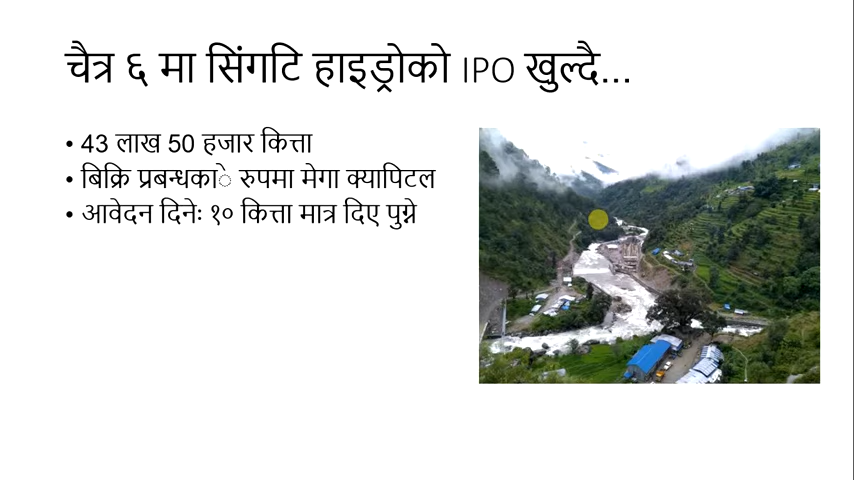 चैत्र ६ मा सिंगटि हाइड्रोको IPO खुल्दै...
• 43 लाख 50 हजार कित्ता
• बिक्रि प्रबन्धकाे रुपमा मेगा क्यापिटल
• आवेदन दिनेः १० कित्ता मात्र दिए पुग्ने